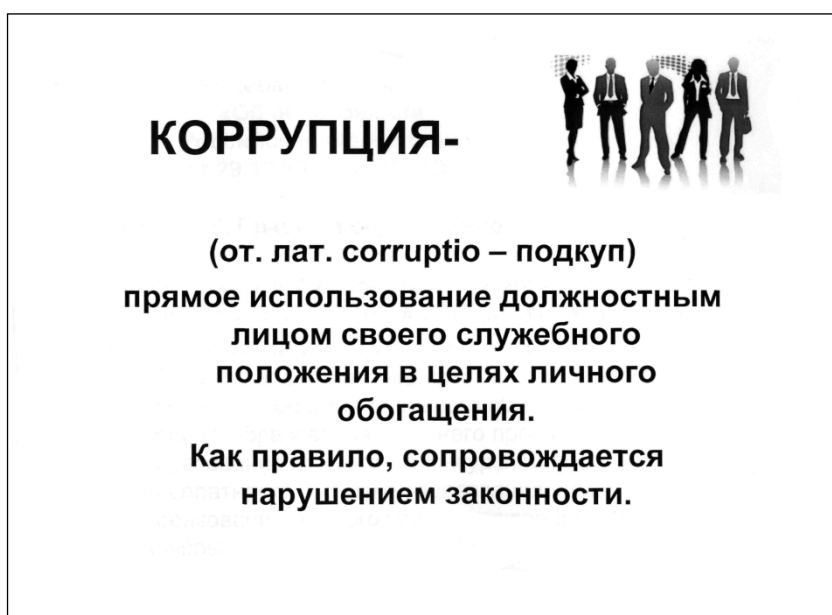 КОРРУПЦИЯ-
(от. лат. corruptio – подкуп)
прямое использование должностным
лицом своего служебного
положения в целях личного
обогащения.
Как правило, сопровождается
нарушением законности.